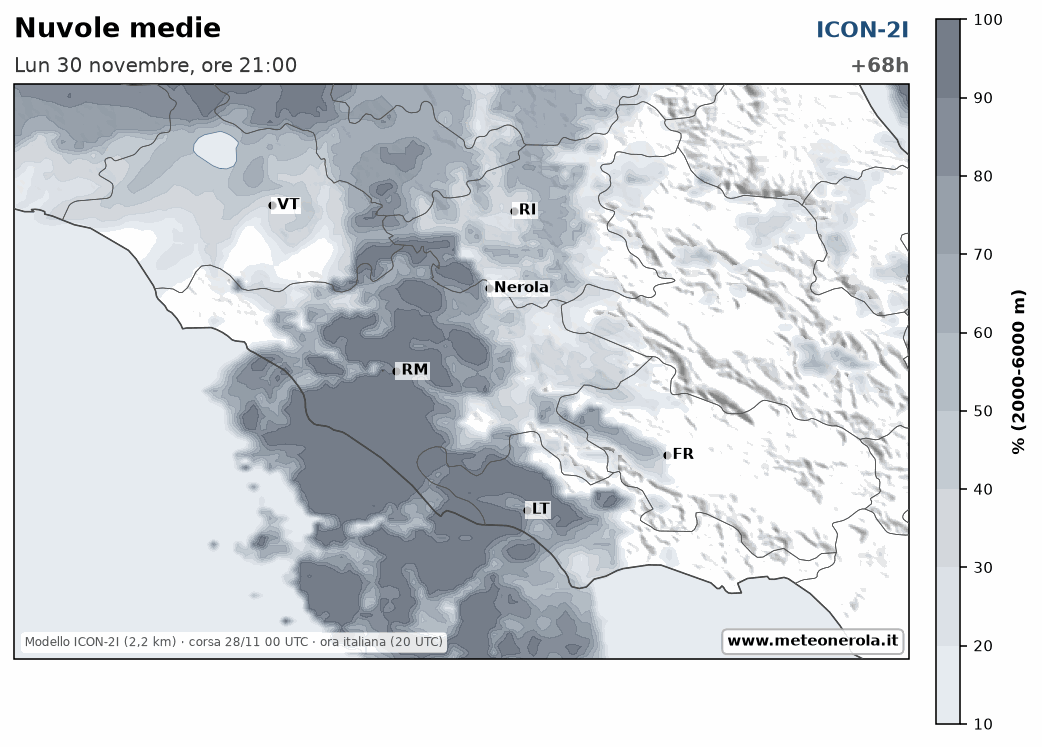 Nuvole medie
ICON-2I
Lun 30 novembre, ore 21:00
+68h
100
90
80
70
60
50
40
30
20
10
% (2000-6000 m)
VT
RI
Nerola
RM
FR
LT
Modello ICON-2I (2,2 km) · corsa 28/11 00 UTC · ora italiana (20 UTC)
www.meteonerola.it